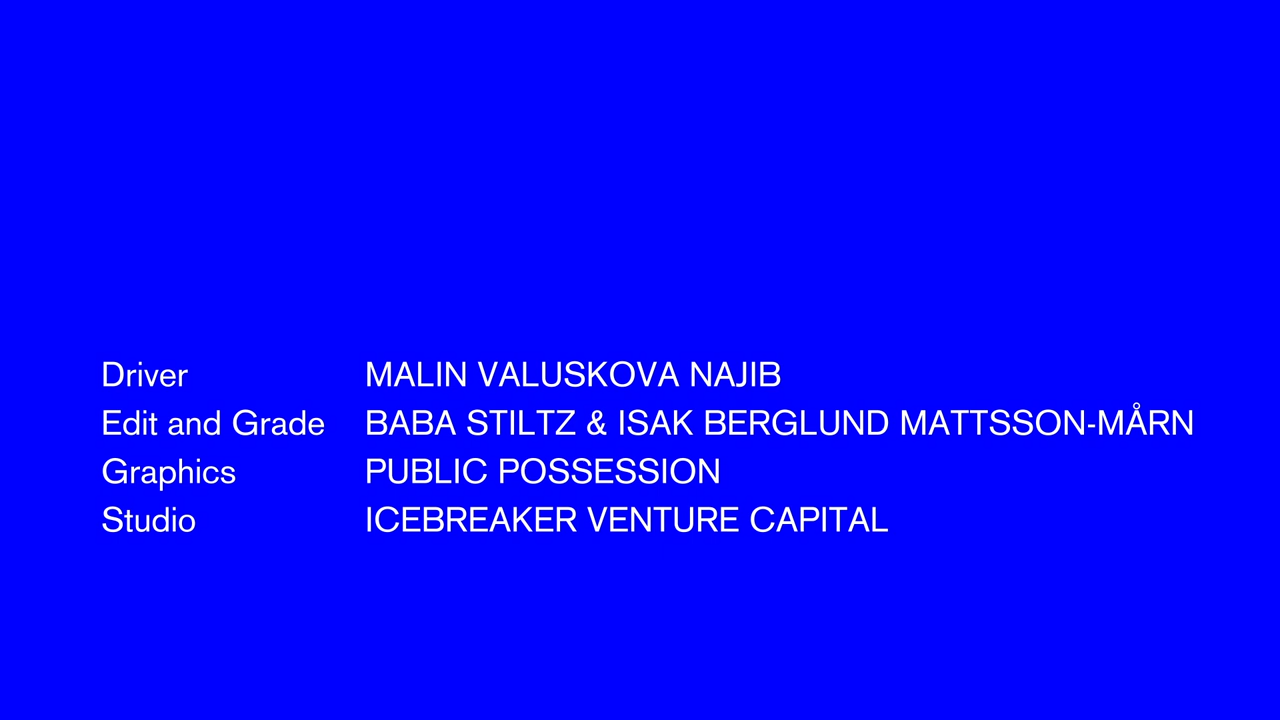 Driver MALIN VALUSKOVA NAJIB
Edit and Grade BABA STILTZ & ISAK BERGLUND MATTSSON-MÅRN
Graphics PUBLIC POSSESSION
Studio ICEBREAKER VENTURE CAPITAL